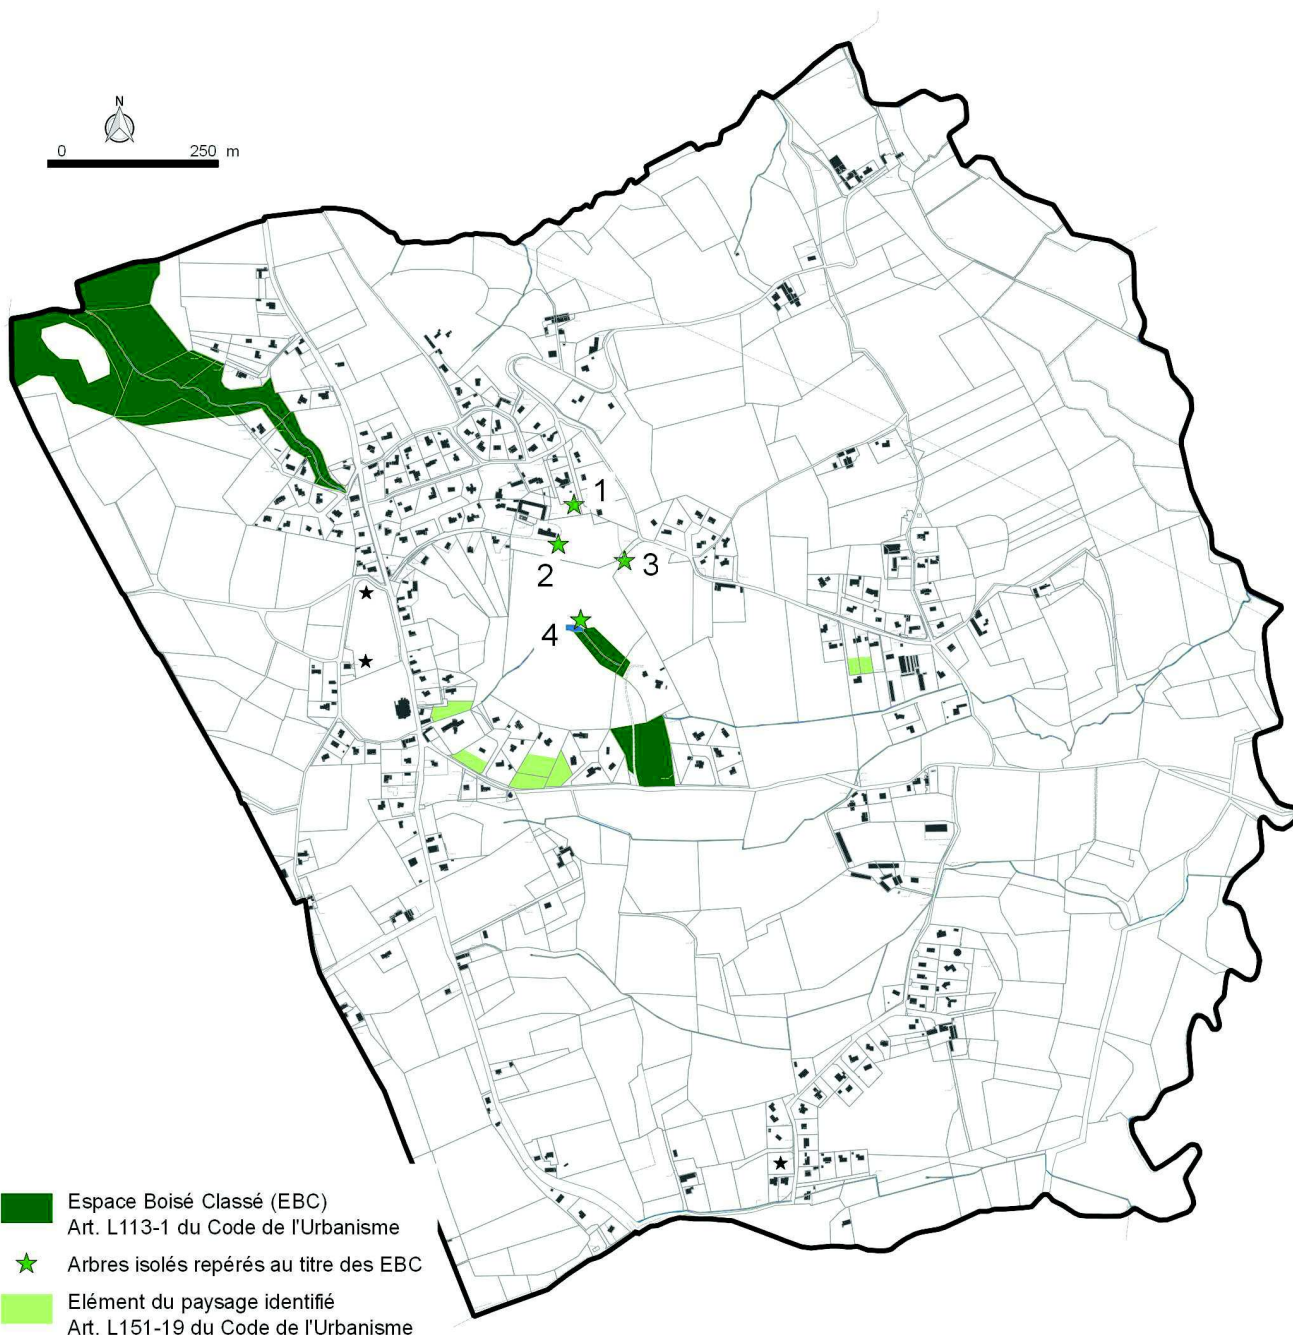 N
0 250 m
1
2
3
4
Espace Boisé Classé (EBC)
Art. L113-1 du Code de l'Urbanisme
Arbres isolés repérés au titre des EBC
Elément du paysage identifié
Art. L151-19 du Code de l'Urbanisme